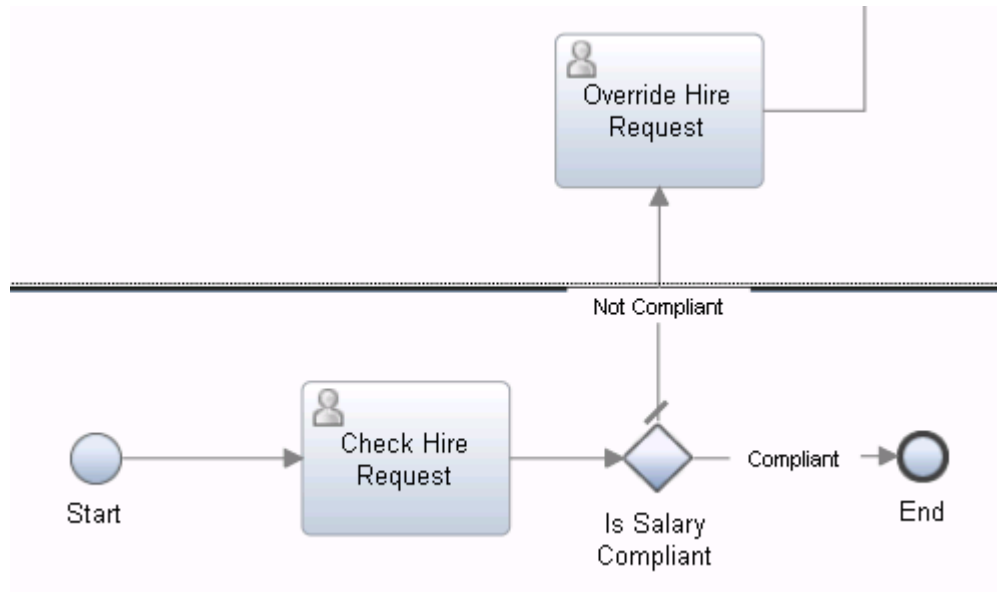 Override Hire
Request
Not Compliant
Check Hire
Request
Compliant
Start
Is Salary
Compliant
End